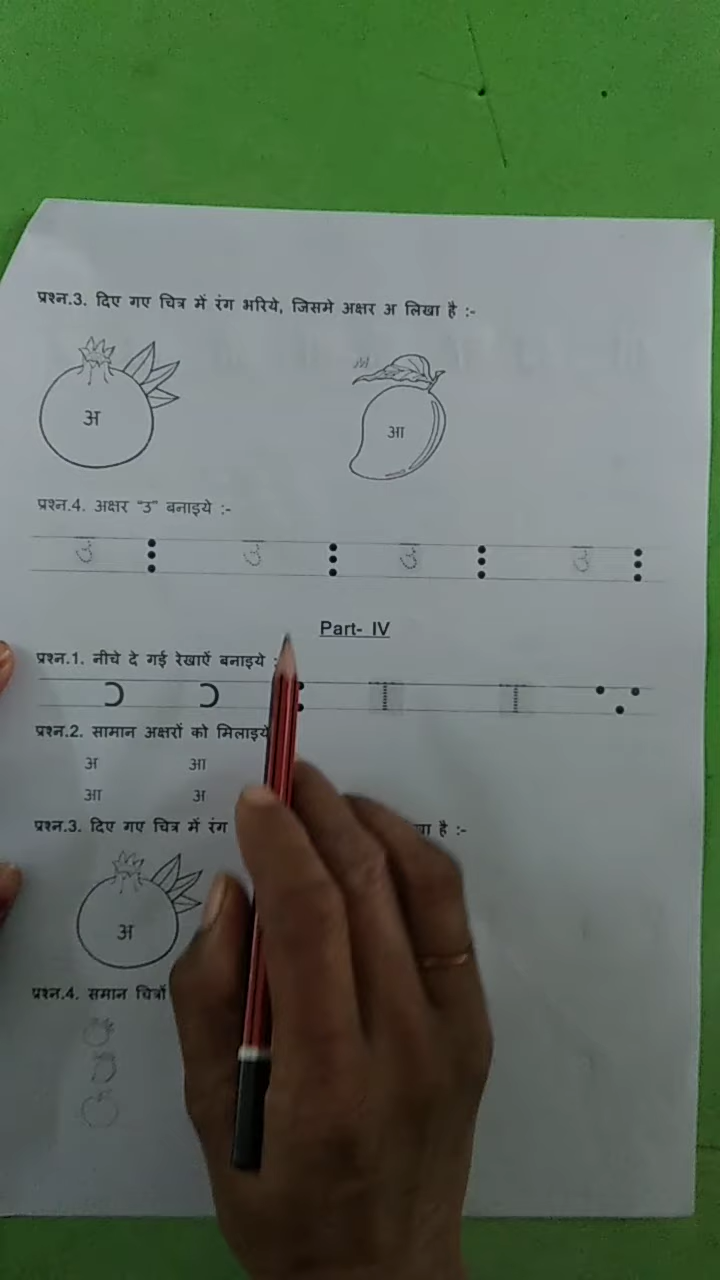 प्रश्न.3. दिए गए चित्र में रंग भरिये, जिसमे अक्षर अ लिखा है :-
अ आ
प्रश्न.4. अक्षर "उ" बनाइये :-
उ उ उ उ
Part- IV
प्रश्न.1. नीचे दे गई रेखाऐं बनाइये :
प्रश्न.2. सामान अक्षरों को मिलाइये
अ आ
आ अ
प्रश्न.3. दिए गए चित्र में रंग है :-
अ
प्रश्न.4. समान चित्रों